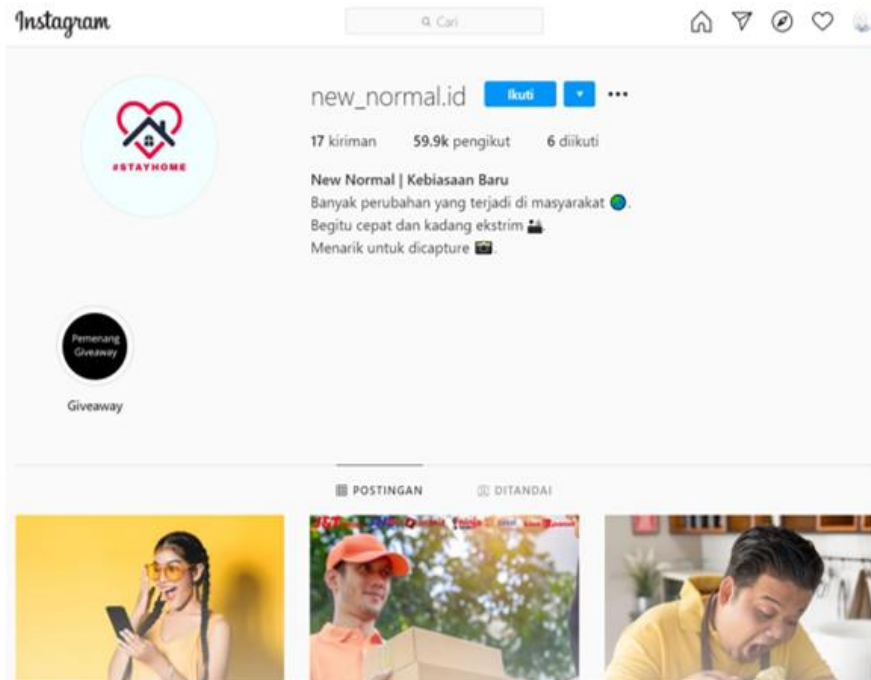 Instagram
Cari
new_normal.id Ikuti
17 kiriman 59.9k pengikut 6 diikuti
#STAYHOME
New Normal | Kebiasaan Baru
Banyak perubahan yang terjadi di masyarakat 🌏.
Begitu cepat dan kadang ekstrim
Menarik untuk dicapture 📸.
Pemenang
Giveaway
Giveaway
POSTINGAN DITANDAI
J&T